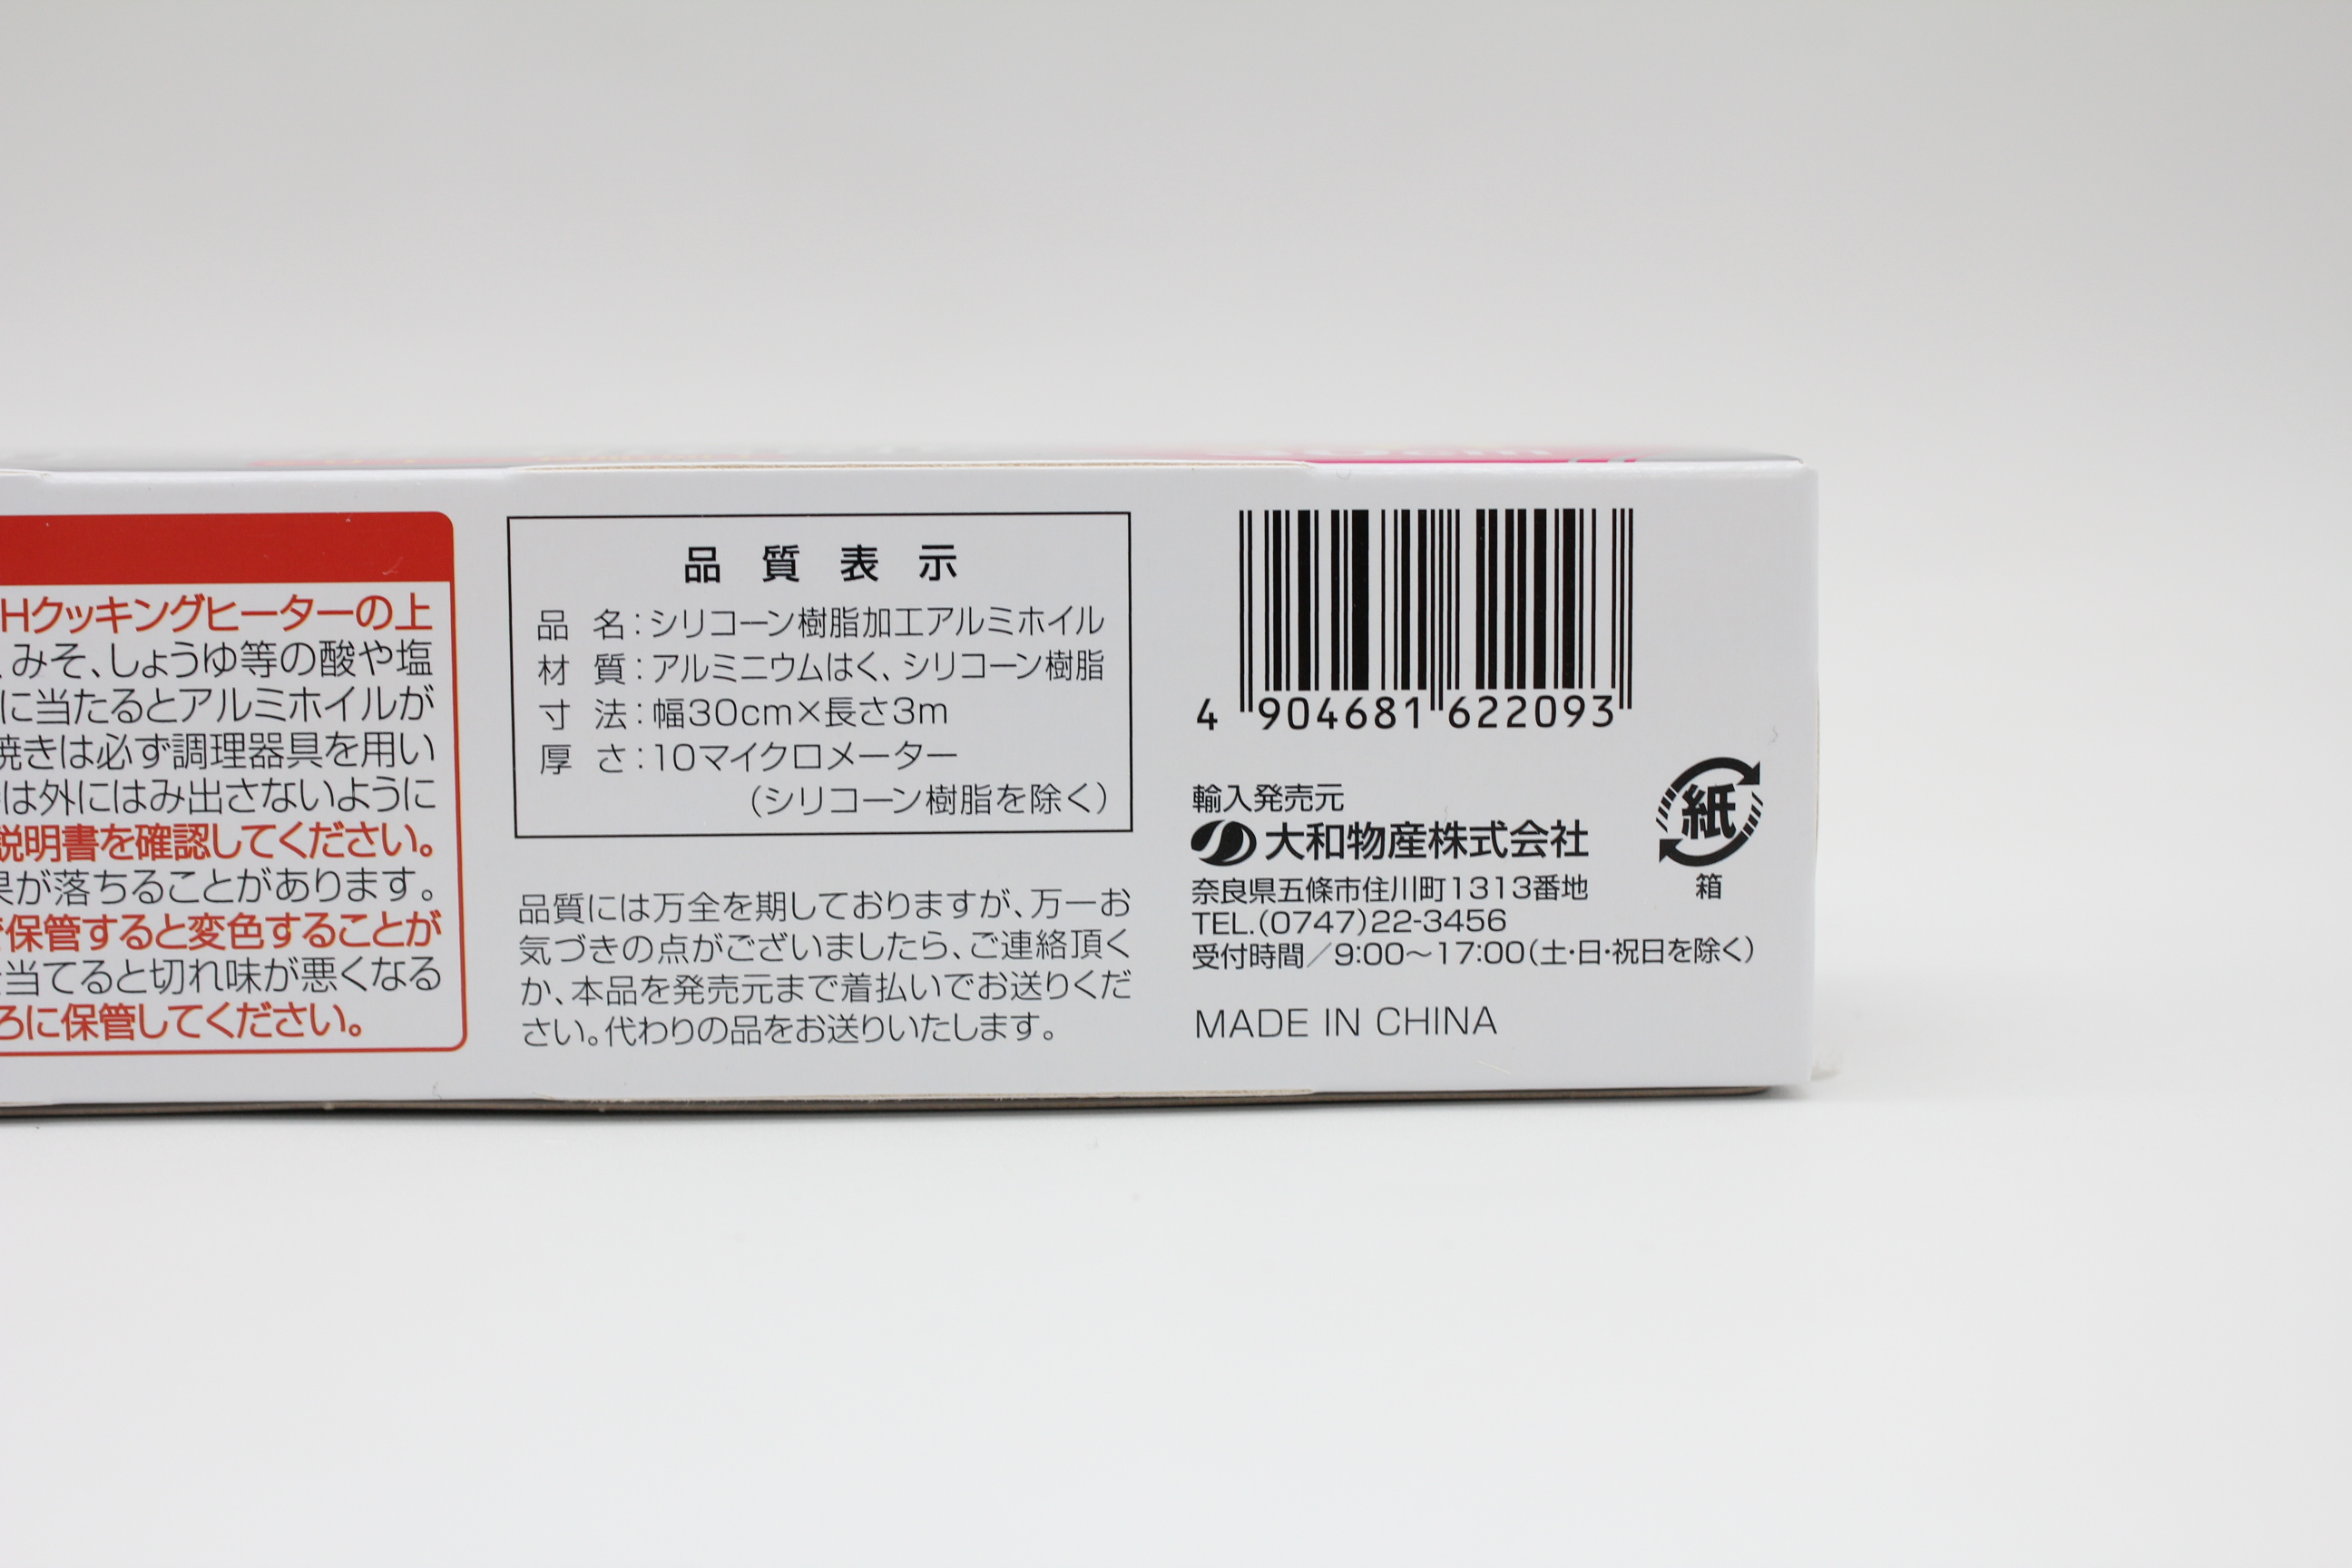 Hクッキングヒーターの上
、みそ、しょうゆ等の酸や塩
に当たるとアルミホイルが
焼きは必ず調理器具を用い
は外にはみ出さないように
説明書を確認してください。
果が落ちることがあります。
保管すると変色することが
当てると切れ味が悪くなる
ろに保管してください。
品質表示
品 名：シリコーン樹脂加工アルミホイル
材 質：アルミニウムはく、シリコーン樹脂
寸 法：幅30cm×長さ3m
厚 さ：10マイクロメーター
（シリコーン樹脂を除く）
品質には万全を期しておりますが、万一お
気づきの点がございましたら、ご連絡頂く
か、本品を発売元まで着払いでお送りくだ
さい。代わりの品をお送りいたします。
4 904681 622093
輸入発売元
大和物産株式会社
奈良県五條市住川町1313番地
TEL.(0747)22-3456
受付時間／9:00～17:00（土・日・祝日を除く）
MADE IN CHINA
紙
箱